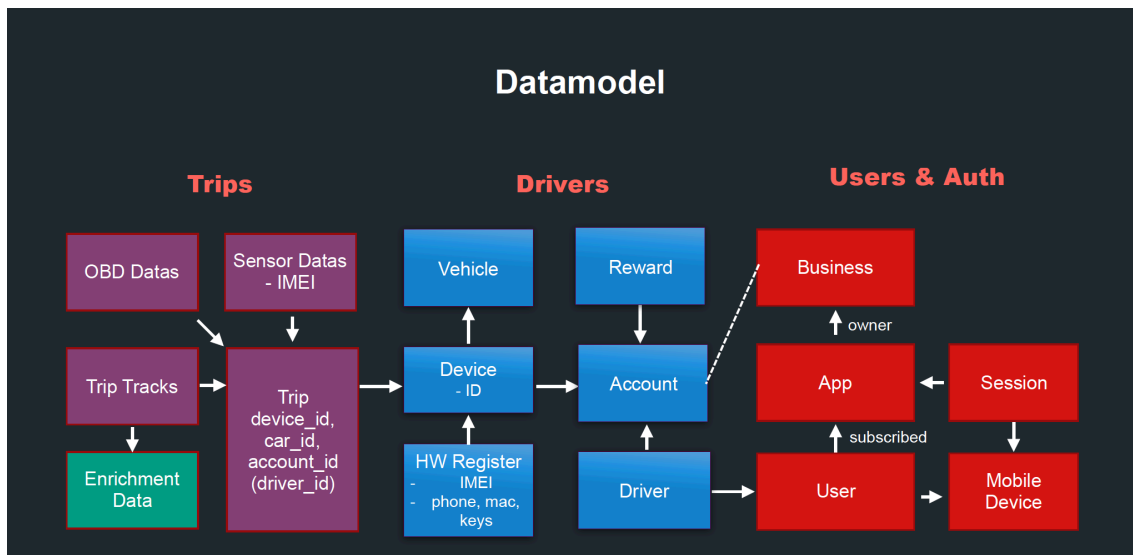 Datamodel
Trips
Drivers
Users & Auth
OBD Datas
Sensor Datas
- IMEI
Vehicle
Reward
Business
owner
Trip Tracks
Trip
device_id,
car_id,
account_id
(driver_id)
Device
- ID
Account
App
Session
subscribed
Enrichment
Data
HW Register
- IMEI
- phone, mac,
keys
Driver
User
Mobile
Device